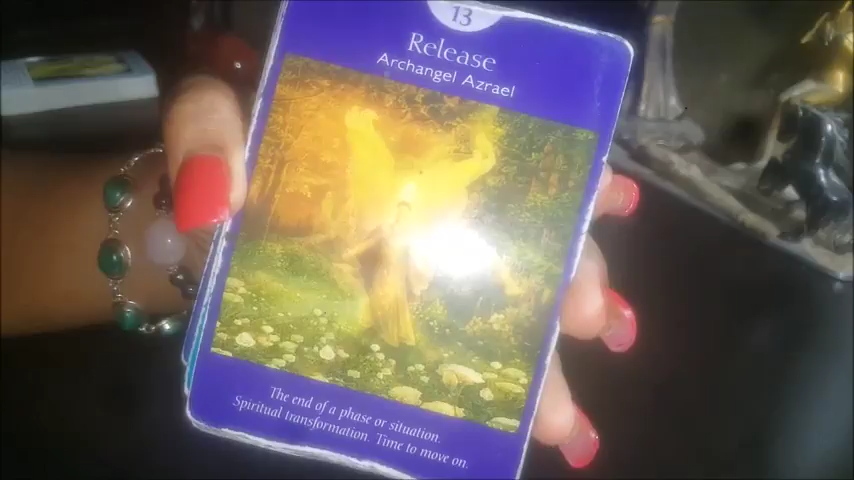 13
Release
Archangel Azrael
The end of a phase or situation.
Spiritual transformation. Time to move on.